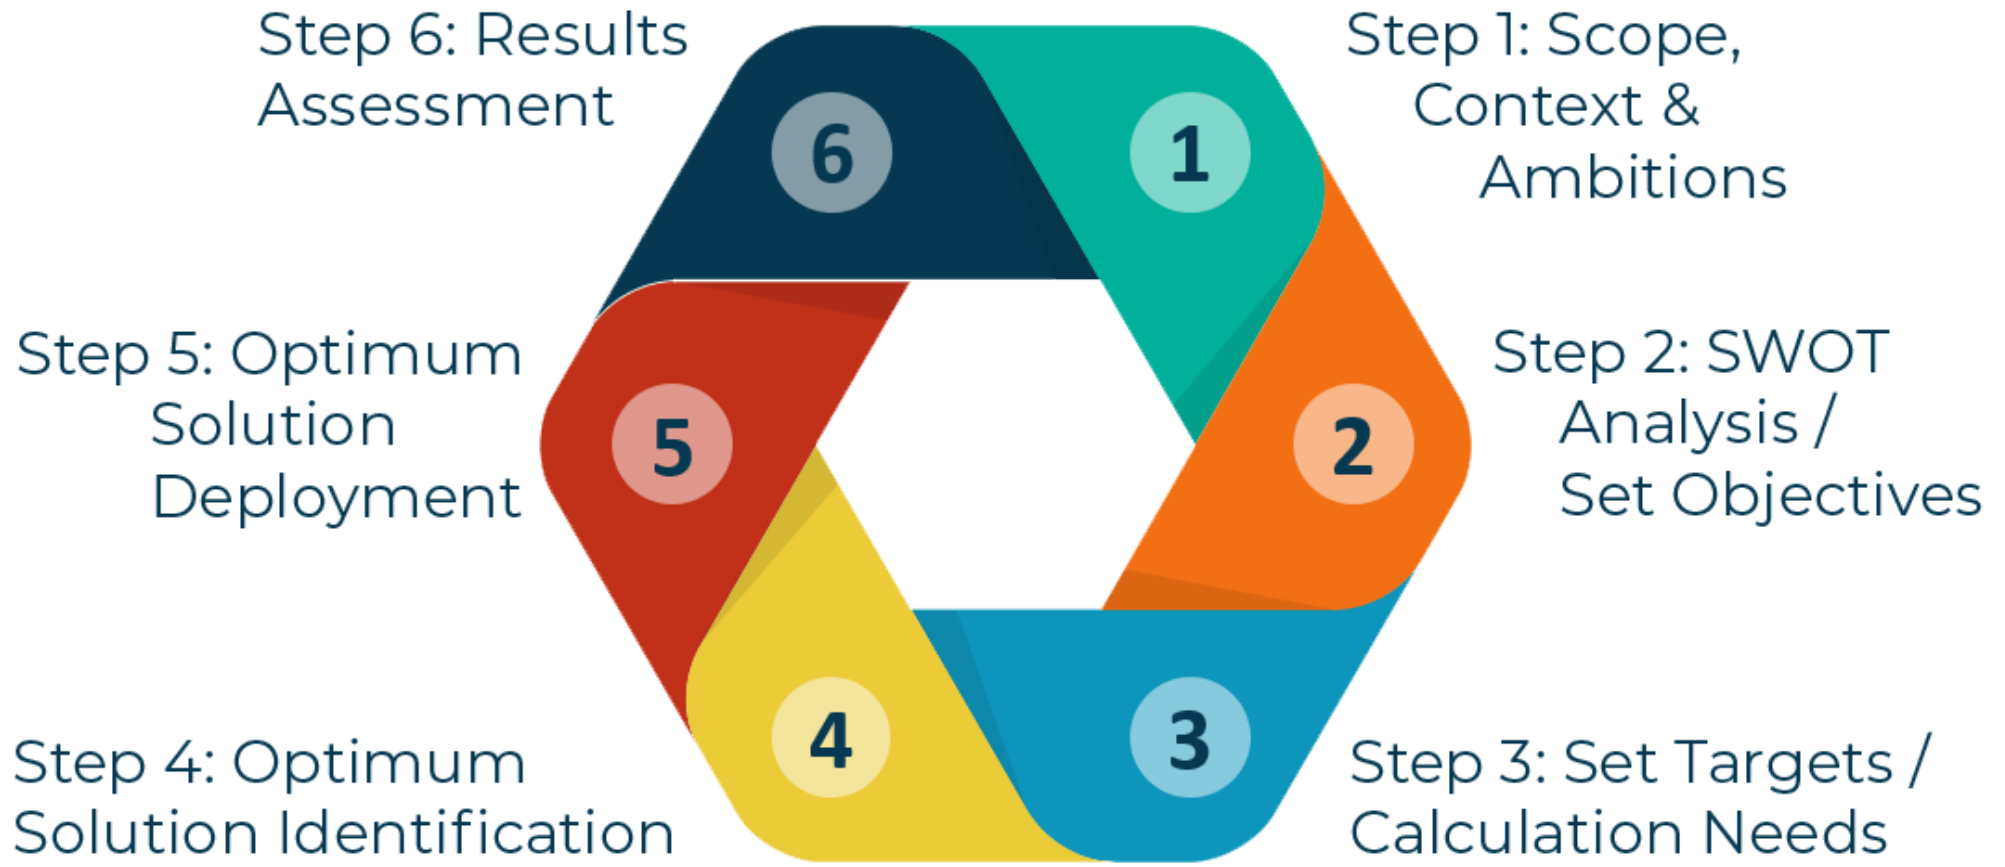 Step 6: Results
Assessment
6
1
Step 1: Scope,
Context &
Ambitions
Step 5: Optimum
Solution
Deployment
5
2
Step 2: SWOT
Analysis /
Set Objectives
Step 4: Optimum
Solution Identification
4
3
Step 3: Set Targets /
Calculation Needs